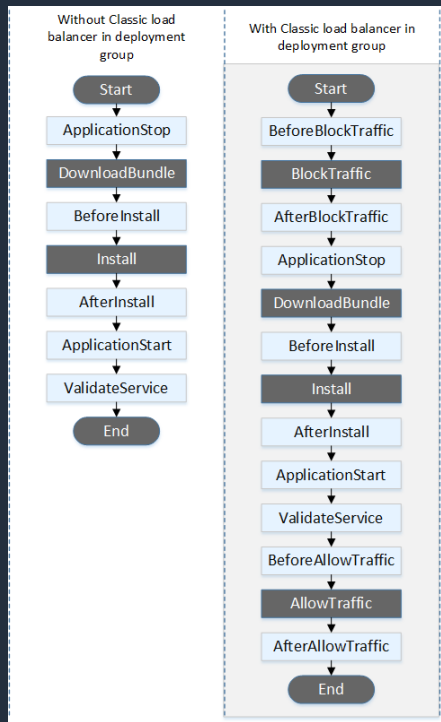 Without Classic load
balancer in deployment
group
Start
ApplicationStop
DownloadBundle
BeforeInstall
Install
AfterInstall
ApplicationStart
ValidateService
End
With Classic load balancer in
deployment group
Start
BeforeBlockTraffic
BlockTraffic
AfterBlockTraffic
ApplicationStop
DownloadBundle
BeforeInstall
Install
AfterInstall
ApplicationStart
ValidateService
BeforeAllowTraffic
AllowTraffic
AfterAllowTraffic
End